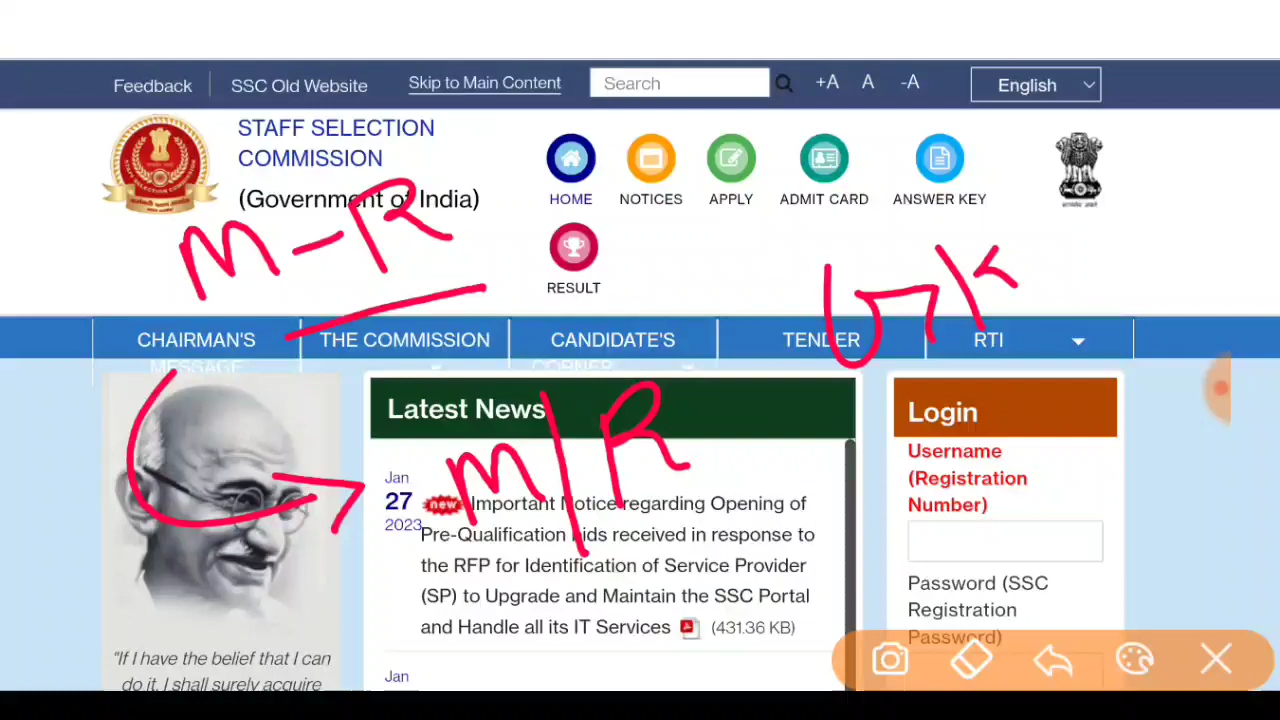 Feedback SSC Old Website Skip to Main Content Search +A A -A English
STAFF SELECTION
COMMISSION
(Government of India)
HOME NOTICES APPLY ADMIT CARD ANSWER KEY
RESULT
M-R
CHAIRMAN'S THE COMMISSION CANDIDATE'S TENDER RTI
MESSAGE CORNER
Latest News
M/R
Jan
27
2023
new Important Notice regarding Opening of
Pre-Qualification bids received in response to
the RFP for Identification of Service Provider
(SP) to Upgrade and Maintain the SSC Portal
and Handle all its IT Services (431.36 KB)
Jan
Login
Username
(Registration
Number)
Password (SSC
Registration
Password)
"If I have the belief that I can
do it, I shall surely acquire